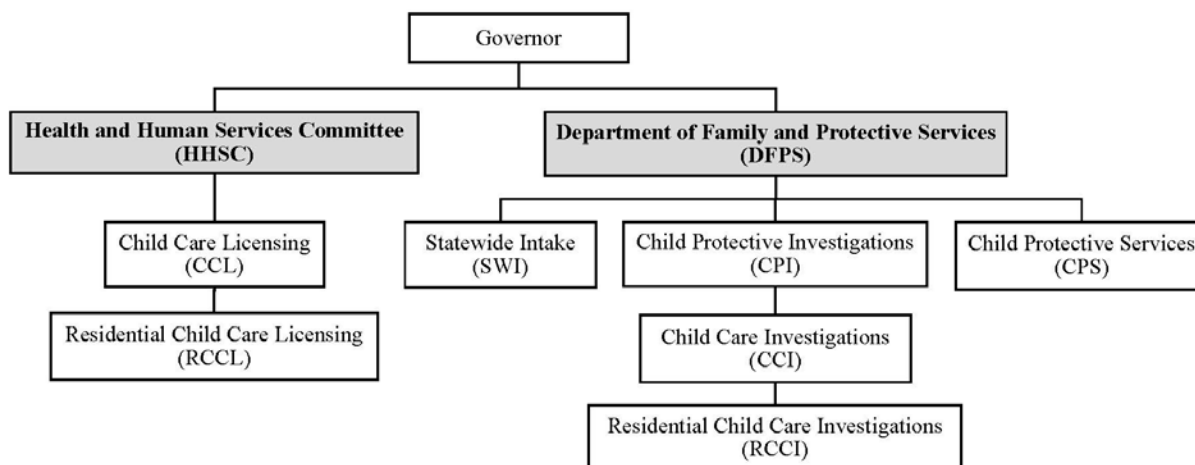 Governor
Health and Human Services Committee
(HHSC)
Department of Family and Protective Services
(DFPS)
Child Care Licensing
(CCL)
Statewide Intake
(SWI)
Child Protective Investigations
(CPI)
Child Protective Services
(CPS)
Residential Child Care Licensing
(RCCL)
Child Care Investigations
(CCI)
Residential Child Care Investigations
(RCCI)